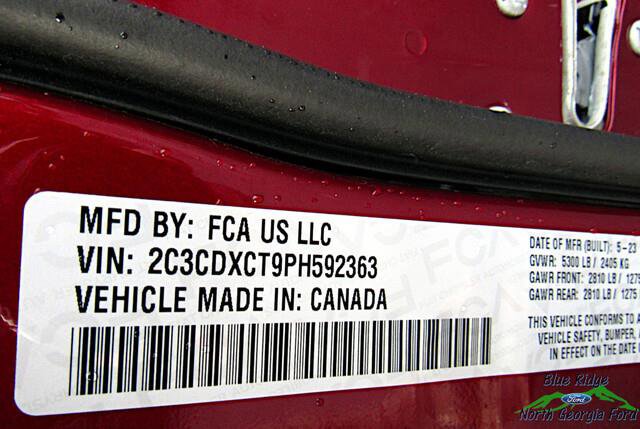 MFD BY: FCA US LLC
VIN: 2C3CDXCT9PH592363
VEHICLE MADE IN: CANADA
DATE OF MFR (BUILT): 5-23
GVWR: 5300 LB / 2405 KG
GAWR FRONT: 2810 LB / 1275
GAWR REAR: 2810 LB / 1275
THIS VEHICLE CONFORMS TO A
VEHICLE SAFETY, BUMPER,
IN EFFECT ON THE DATE
Blue Ridge
Ford
North Georgia Ford